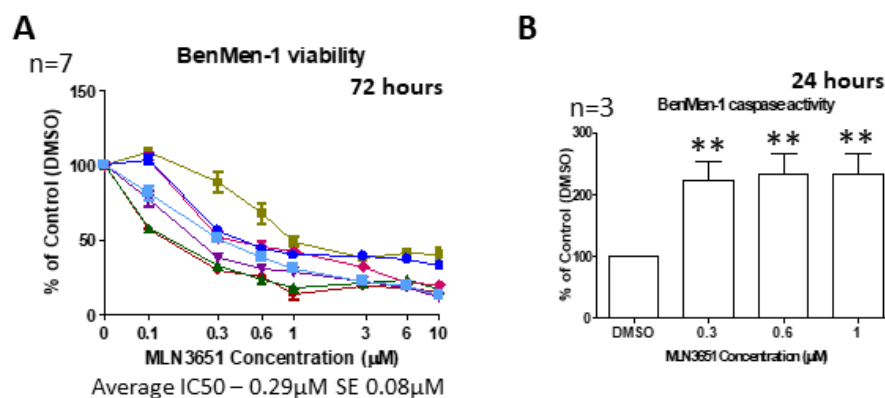 A
n=7
BenMen-1 viability
72 hours
% of Control (DMSO)
150
100
50
0
0 0.1 0.3 0.6 1 3 6 10
MLN3651 Concentration (µM)
Average IC50 – 0.29µM SE 0.08µM
B
24 hours
n=3
BenMen-1 caspase activity
% of Control (DMSO)
300
200
100
0
** ** **
DMSO 0.3 0.6 1
MLN3651 Concentration (µM)